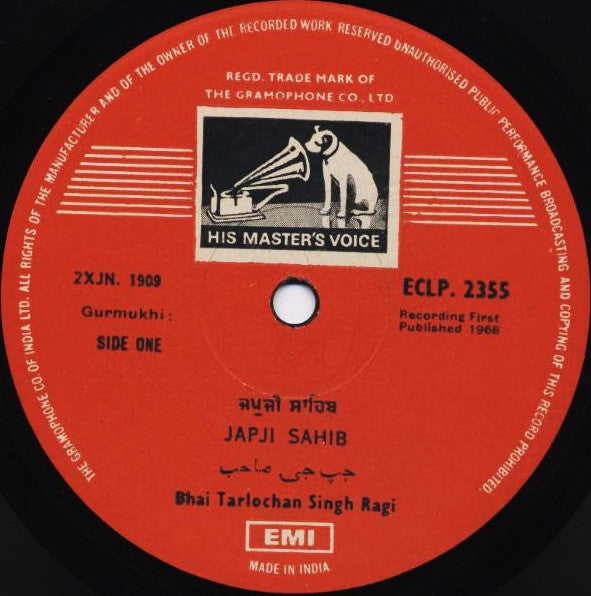 THE GRAMOPHONE CO. OF INDIA LTD. ALL RIGHTS OF THE MANUFACTURER AND OF THE OWNER OF THE RECORDED WORK RESERVED UNAUTHORISED PUBLIC PERFORMANCE BROADCASTING AND COPYING OF THIS RECORD PROHIBITED.
REGD. TRADE MARK OF
THE GRAMOPHONE CO., LTD
HIS MASTER'S VOICE
2XJN. 1909
ECLP. 2355
Gurmukhi :
Recording First
Published 1968
SIDE ONE
ਜਪੁਜੀ ਸਾਹਿਬ
JAPJI SAHIB
جپ جی صاحب
Bhai Tarlochan Singh Ragi
EMI
MADE IN INDIA